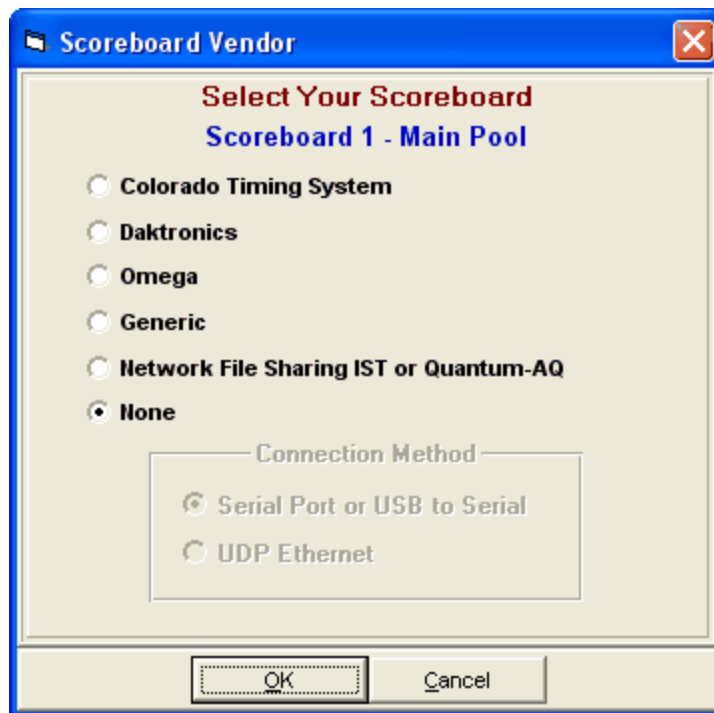 Scoreboard Vendor
Select Your Scoreboard
Scoreboard 1 - Main Pool
Colorado Timing System
Daktronics
Omega
Generic
Network File Sharing IST or Quantum-AQ
None
Connection Method
Serial Port or USB to Serial
UDP Ethernet
OK Cancel